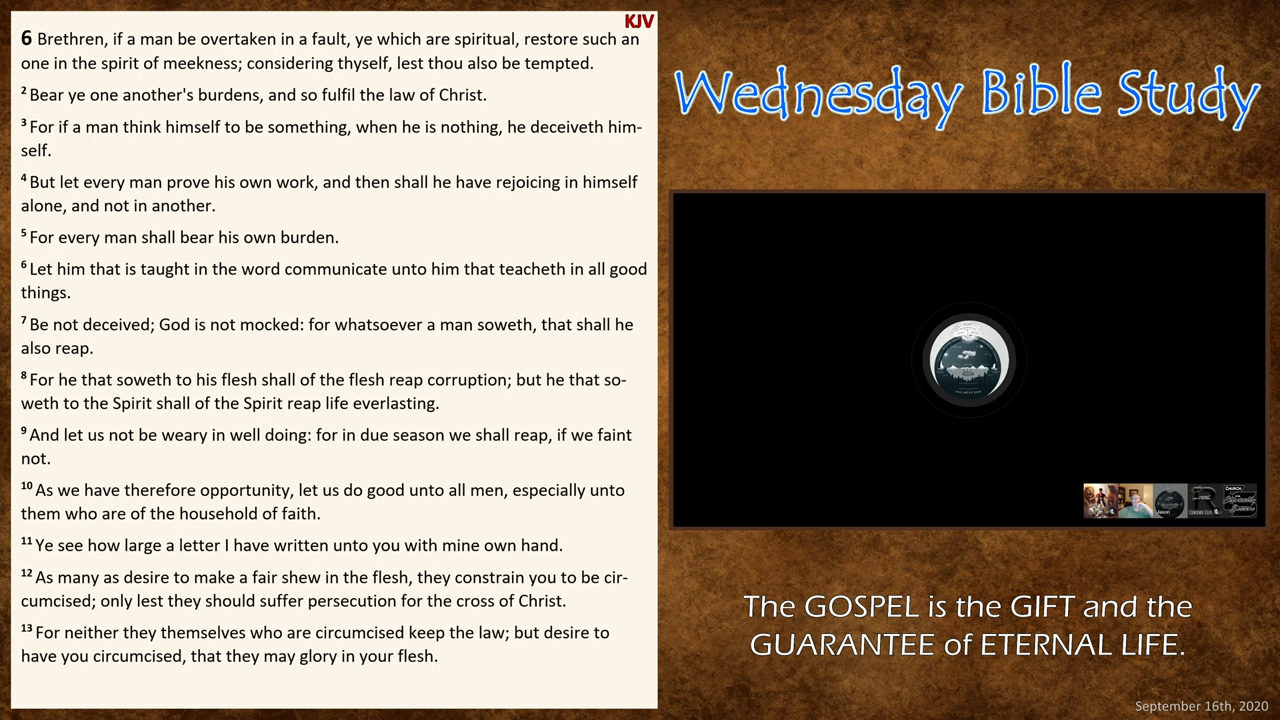 KJV
6 Brethren, if a man be overtaken in a fault, ye which are spiritual, restore such an
one in the spirit of meekness; considering thyself, lest thou also be tempted.
2 Bear ye one another's burdens, and so fulfil the law of Christ.
3 For if a man think himself to be something, when he is nothing, he deceiveth him-
self.
4 But let every man prove his own work, and then shall he have rejoicing in himself
alone, and not in another.
5 For every man shall bear his own burden.
6 Let him that is taught in the word communicate unto him that teacheth in all good
things.
7 Be not deceived; God is not mocked: for whatsoever a man soweth, that shall he
also reap.
8 For he that soweth to his flesh shall of the flesh reap corruption; but he that so-
weth to the Spirit shall of the Spirit reap life everlasting.
9 And let us not be weary in well doing: for in due season we shall reap, if we faint
not.
10 As we have therefore opportunity, let us do good unto all men, especially unto
them who are of the household of faith.
11 Ye see how large a letter I have written unto you with mine own hand.
12 As many as desire to make a fair shew in the flesh, they constrain you to be cir-
cumcised; only lest they should suffer persecution for the cross of Christ.
13 For neither they themselves who are circumcised keep the law; but desire to
have you circumcised, that they may glory in your flesh.
Wednesday Bible Study
Jason
The GOSPEL is the GIFT and the
GUARANTEE of ETERNAL LIFE.
September 16th, 2020